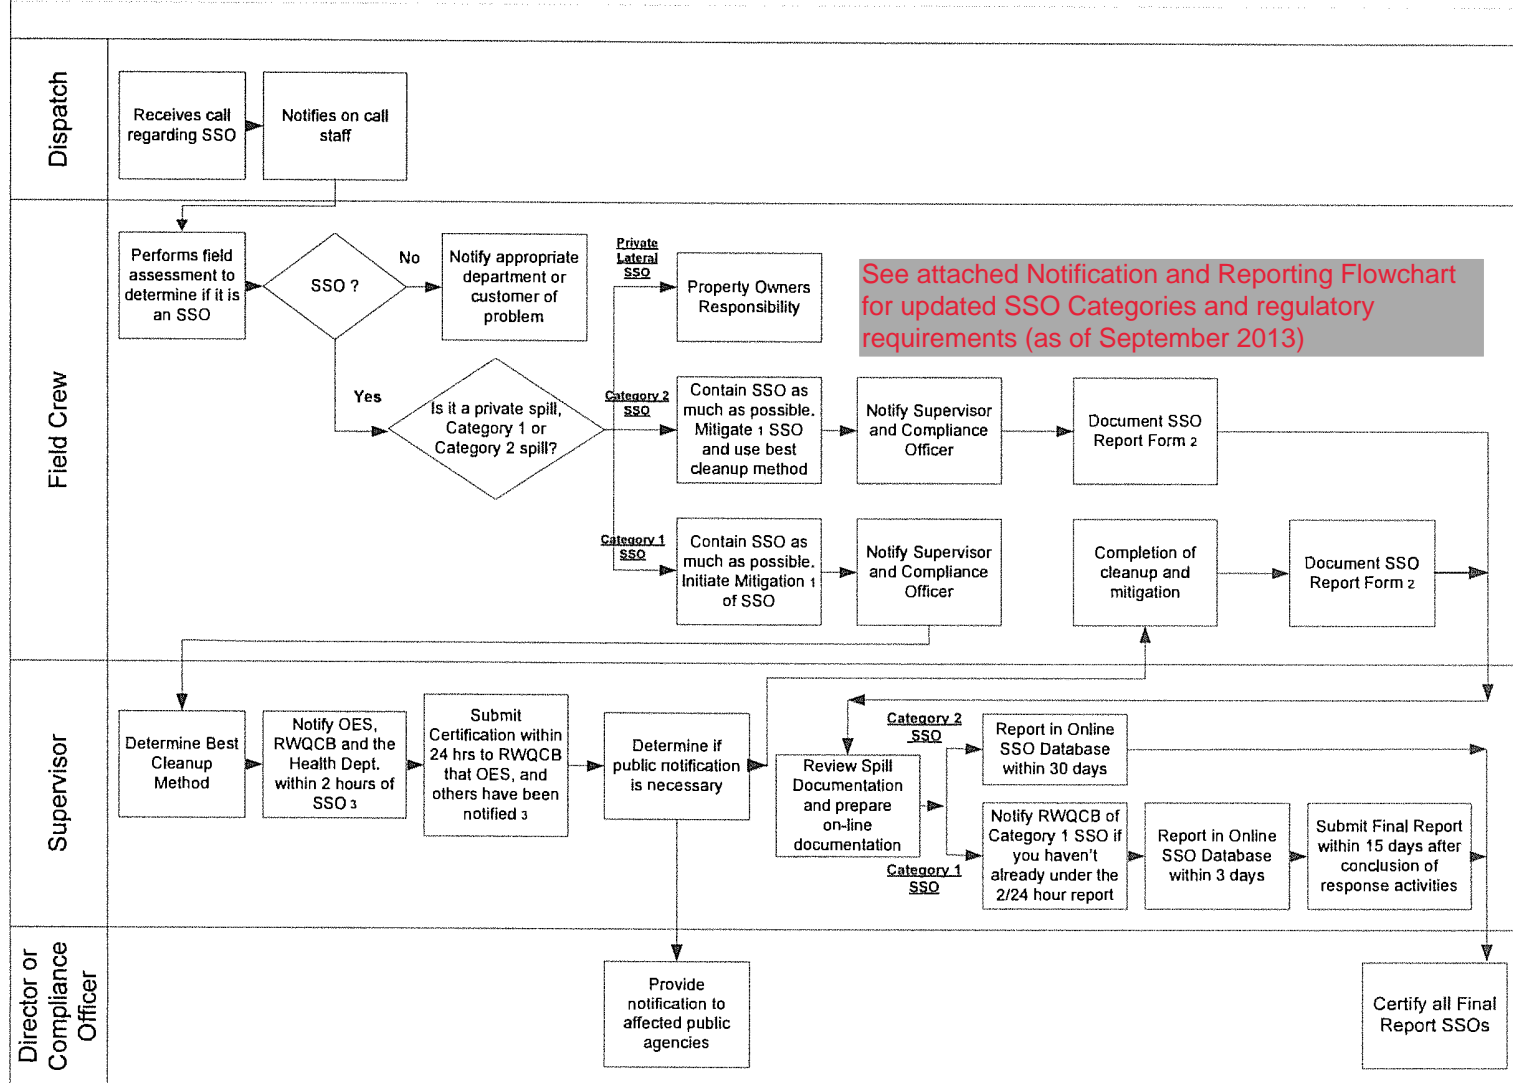 Dispatch
Receives call
regarding SSO
Notifies on call
staff
Field Crew
Performs field
assessment to
determine if it is
an SSO
SSO ?
No
Notify appropriate
department or
customer of
problem
Yes
Is it a private spill,
Category 1 or
Category 2 spill?
Private
Lateral
SSO
Property Owners
Responsibility
See attached Notification and Reporting Flowchart
for updated SSO Categories and regulatory
requirements (as of September 2013)
Category 2
SSO
Contain SSO as
much as possible.
Mitigate 1 SSO
and use best
cleanup method
Notify Supervisor
and Compliance
Officer
Document SSO
Report Form 2
Category 1
SSO
Contain SSO as
much as possible.
Initiate Mitigation 1
of SSO
Notify Supervisor
and Compliance
Officer
Completion of
cleanup and
mitigation
Document SSO
Report Form 2
Supervisor
Determine Best
Cleanup
Method
Notify OES,
RWQCB and the
Health Dept.
within 2 hours of
SSO 3
Submit
Certification within
24 hrs to RWQCB
that OES, and
others have been
notified 3
Determine if
public notification
is necessary
Review Spill
Documentation
and prepare
on-line
documentation
Category 2
SSO
Report in Online
SSO Database
within 30 days
Category 1
SSO
Notify RWQCB of
Category 1 SSO if
you haven't
already under the
2/24 hour report
Report in Online
SSO Database
within 3 days
Submit Final Report
within 15 days after
conclusion of
response activities
Director or
Compliance
Officer
Provide
notification to
affected public
agencies
Certify all Final
Report SSOs